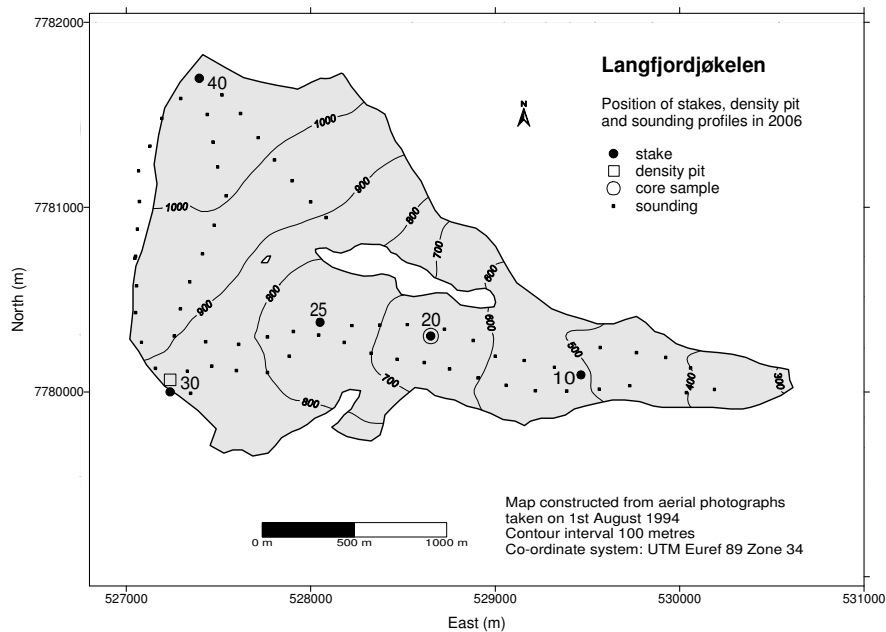 7782000
Langfjordjøkelen
40
N
Position of stakes, density pit
and sounding profiles in 2006
1000
stake
density pit
core sample
sounding
900
7781000
1000
800
700
600
North (m)
800
900
25
20
600
500
10
400
300
30
700
7780000
800
Map constructed from aerial photographs
taken on 1st August 1994
Contour interval 100 metres
Co-ordinate system: UTM Euref 89 Zone 34
0 m 500 m 1000 m
527000 528000 529000 530000 531000
East (m)